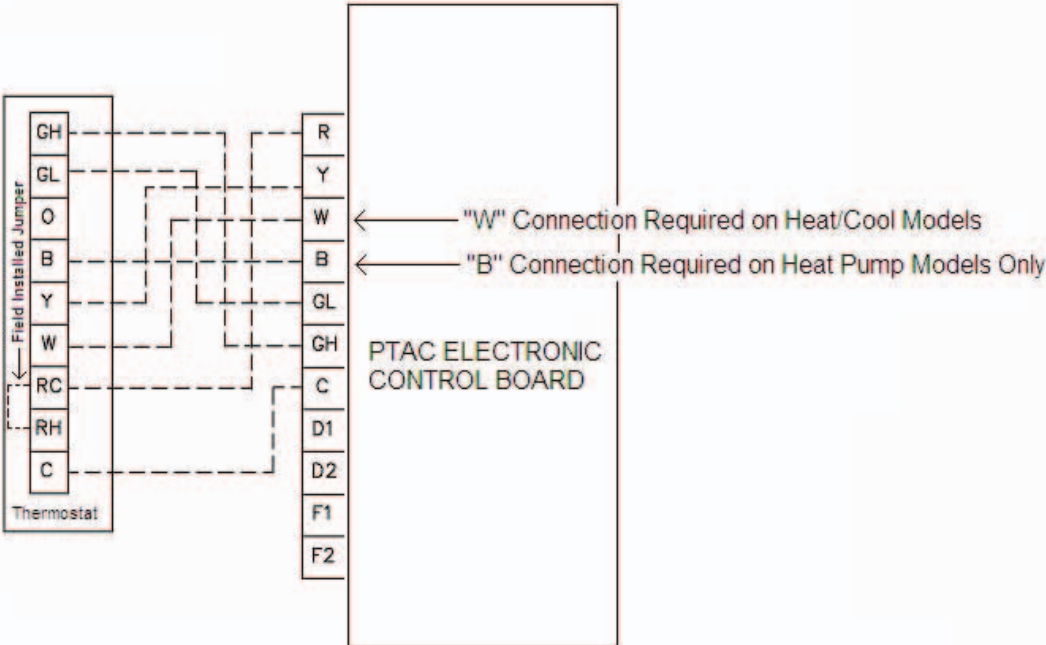 Field Installed Jumper
GH
GL
O
B
Y
W
RC
RH
C
Thermostat
R
Y
W
B
GL
GH
C
D1
D2
F1
F2
"W" Connection Required on Heat/Cool Models
"B" Connection Required on Heat Pump Models Only
PTAC ELECTRONIC
CONTROL BOARD